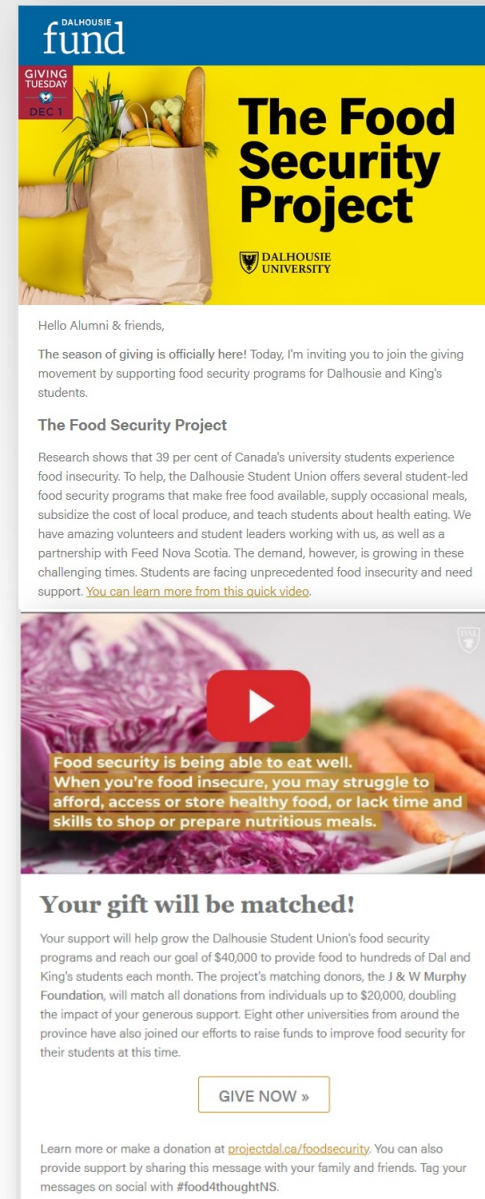 DALHOUSIE
fund
GIVING
TUESDAY
DEC 1
The Food
Security
Project
DALHOUSIE
UNIVERSITY
Hello Alumni & friends,
The season of giving is officially here! Today, I'm inviting you to join the giving
movement by supporting food security programs for Dalhousie and King's
students.
The Food Security Project
Research shows that 39 per cent of Canada's university students experience
food insecurity. To help, the Dalhousie Student Union offers several student-led
food security programs that make free food available, supply occasional meals,
subsidize the cost of local produce, and teach students about health eating. We
have amazing volunteers and student leaders working with us, as well as a
partnership with Feed Nova Scotia. The demand, however, is growing in these
challenging times. Students are facing unprecedented food insecurity and need
support. You can learn more from this quick video.
DAL
Food security is being able to eat well.
When you're food insecure, you may struggle to
afford, access or store healthy food, or lack time and
skills to shop or prepare nutritious meals.
Your gift will be matched!
Your support will help grow the Dalhousie Student Union's food security
programs and reach our goal of $40,000 to provide food to hundreds of Dal and
King's students each month. The project's matching donors, the J & W Murphy
Foundation, will match all donations from individuals up to $20,000, doubling
the impact of your generous support. Eight other universities from around the
province have also joined our efforts to raise funds to improve food security for
their students at this time.
GIVE NOW »
Learn more or make a donation at projectdal.ca/foodsecurity. You can also
provide support by sharing this message with your family and friends. Tag your
messages on social with #food4thoughtNS.